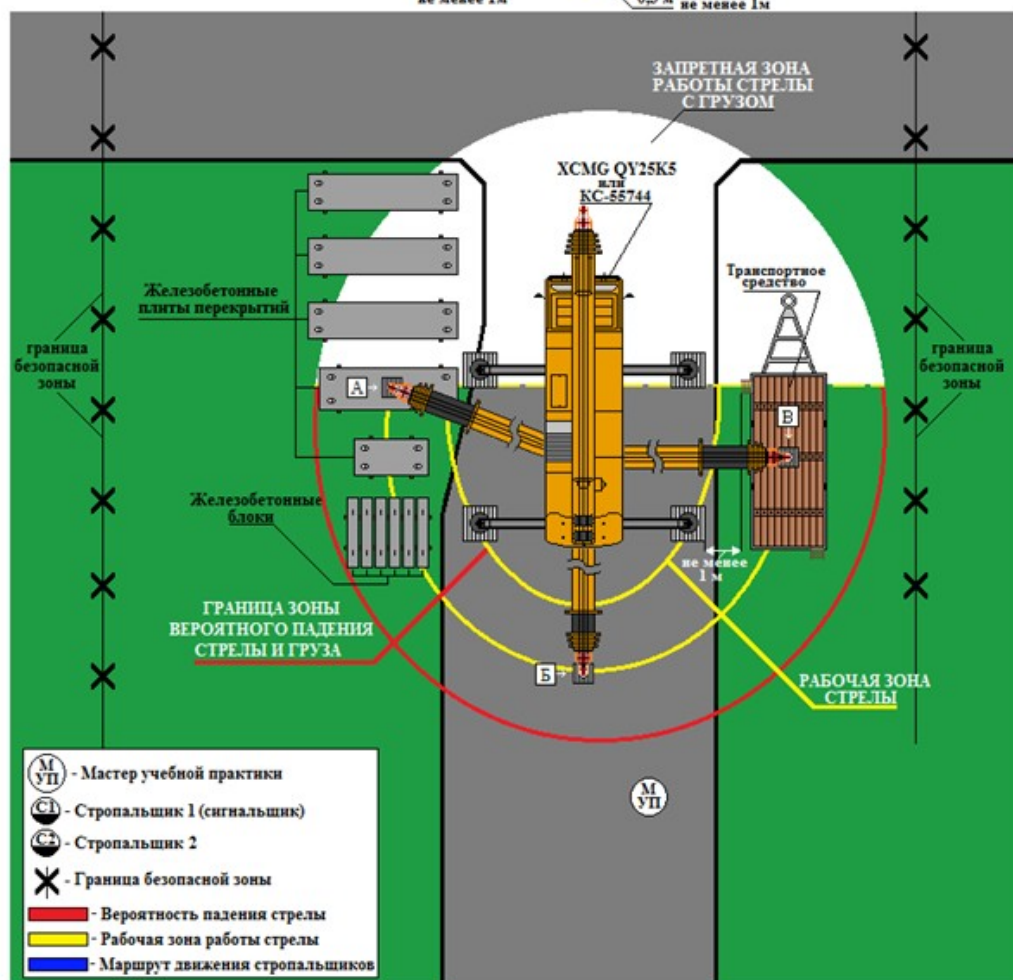 не менее 1м
0,5 м не менее 1м
ЗАПРЕТНАЯ ЗОНА
РАБОТЫ СТРЕЛЫ
С ГРУЗОМ
XCMG QY25K5
или
КС-55744
Транспортное
средство
Железобетонные
плиты перекрытий
граница
безопасной
зоны
граница
безопасной
зоны
А
В
Железобетонные
блоки
не менее
1 м
ГРАНИЦА ЗОНЫ
ВЕРОЯТНОГО ПАДЕНИЯ
СТРЕЛЫ И ГРУЗА
Б
РАБОЧАЯ ЗОНА
СТРЕЛЫ
М
УП
М
УП
- Мастер учебной практики
С1 - Стропальщик 1 (сигнальщик)
С2 - Стропальщик 2
- Граница безопасной зоны
- Вероятность падения стрелы
- Рабочая зона работы стрелы
- Маршрут движения стропальщиков